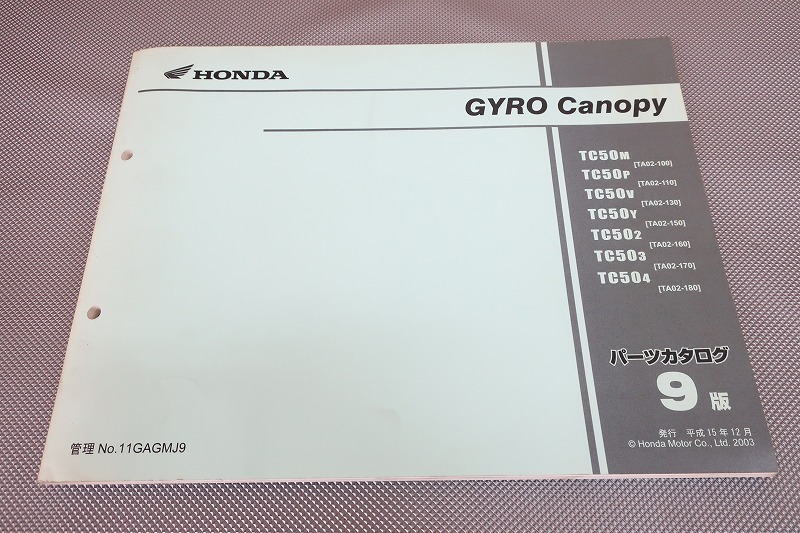 HONDA
GYRO Canopy
TC50M [TA02-100]
TC50P [TA02-110]
TC50V [TA02-130]
TC50Y [TA02-150]
TC502 [TA02-160]
TC503 [TA02-170]
TC504 [TA02-180]
パーツカタログ
9版
発行 平成15年12月
© Honda Motor Co., Ltd. 2003
管理 No.11GAGMJ9